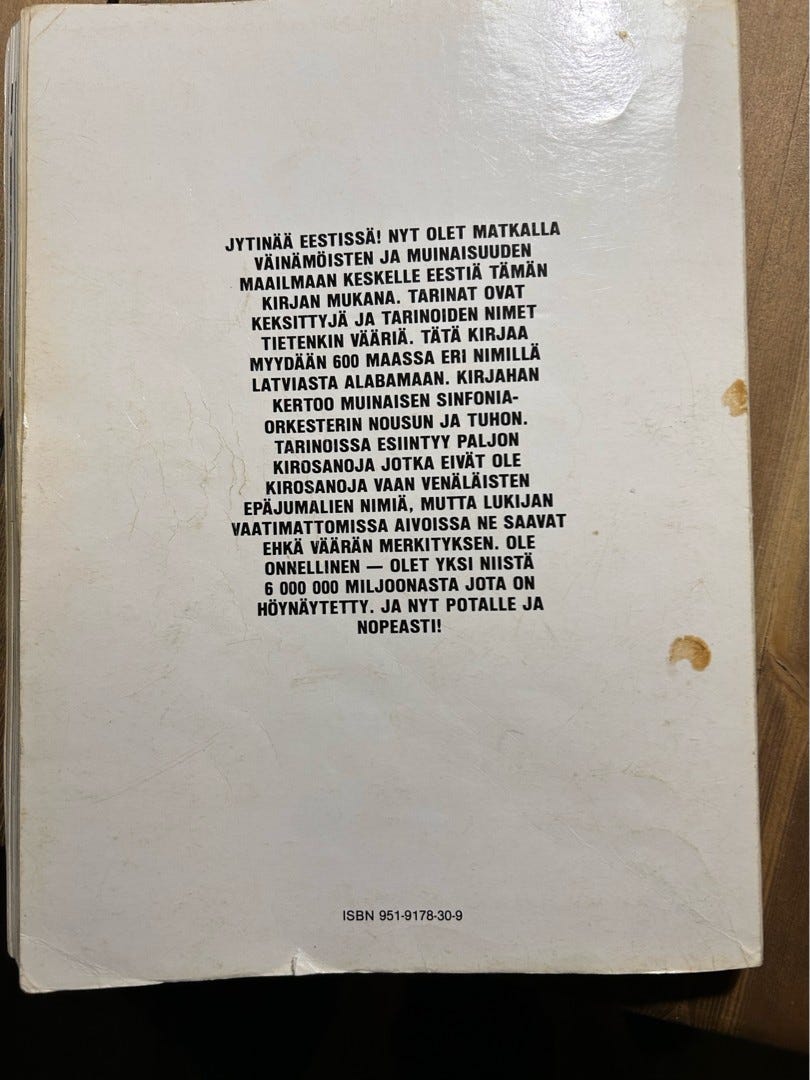 JYTINÄÄ EESTISSÄ! NYT OLET MATKALLA
VÄINÄMÖISTEN JA MUINAISUUDEN
MAAILMAAN KESKELLE EESTIÄ TÄMÄN
KIRJAN MUKANA. TARINAT OVAT
KEKSITTYJÄ JA TARINOIDEN NIMET
TIETENKIN VÄÄRIÄ. TÄTÄ KIRJAA
MYYDÄÄN 600 MAASSA ERI NIMILLÄ
LATVIASTA ALABAMAAN. KIRJAHAN
KERTOO MUINAISEN SINFONIA-
ORKESTERIN NOUSUN JA TUHON.
TARINOISSA ESIINTYY PALJON
KIROSANOJA JOTKA EIVÄT OLE
KIROSANOJA VAAN VENÄLÄISTEN
EPÄJUMALIEN NIMIÄ, MUTTA LUKIJAN
VAATIMATTOMISSA AIVOISSA NE SAAVAT
EHKÄ VÄÄRÄN MERKITYKSEN. OLE
ONNELLINEN — OLET YKSI NIISTÄ
6 000 000 MILJOONASTA JOTA ON
HÖYNÄYTETTY. JA NYT POTALLE JA
NOPEASTI!
ISBN 951-9178-30-9